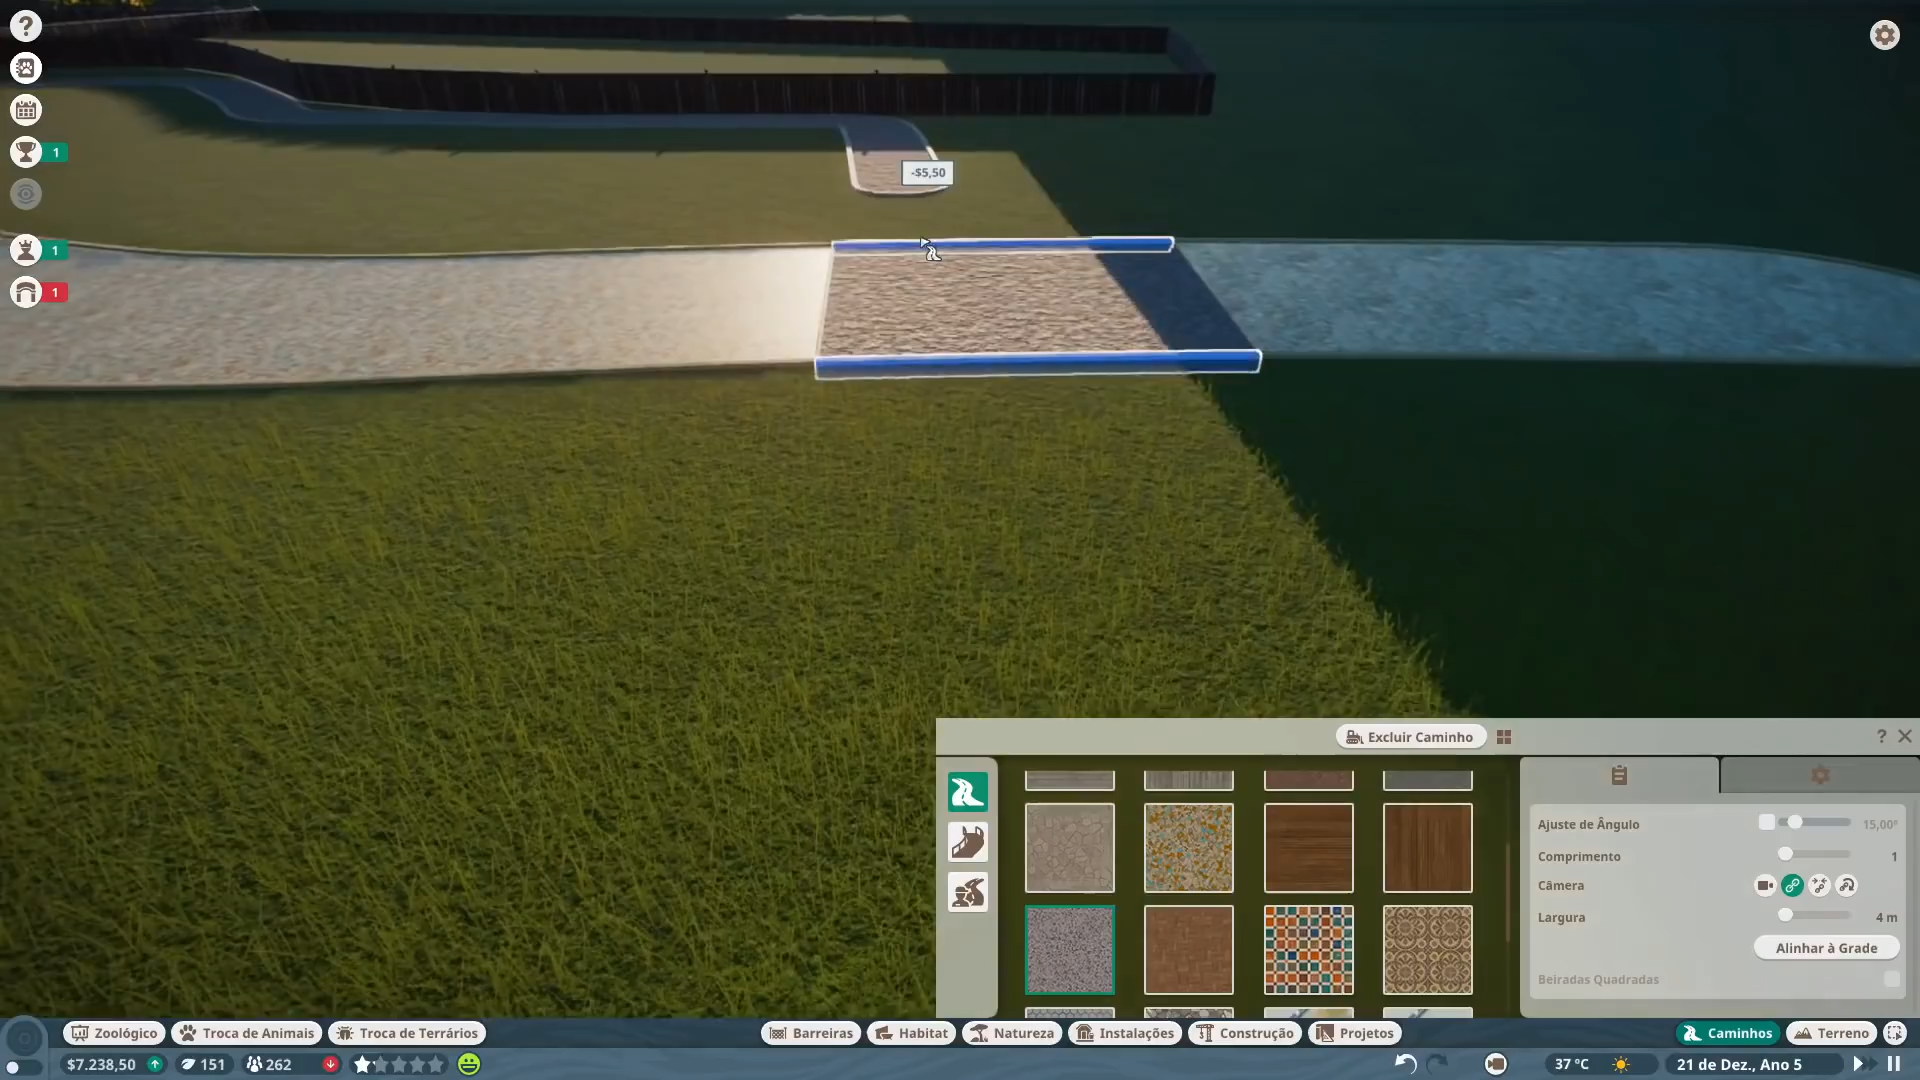 ?
1
1
1
-$5,50
Excluir Caminho
?
Ajuste de Ângulo
15,00°
Comprimento
1
Câmera
Largura
4 m
Alinhar à Grade
Beiradas Quadradas
Zoológico
Troca de Animais
Troca de Terrários
Barreiras
Habitat
Natureza
Instalações
Construção
Projetos
Caminhos
Terreno
$7.238,50
151
262
37 °C
21 de Dez., Ano 5